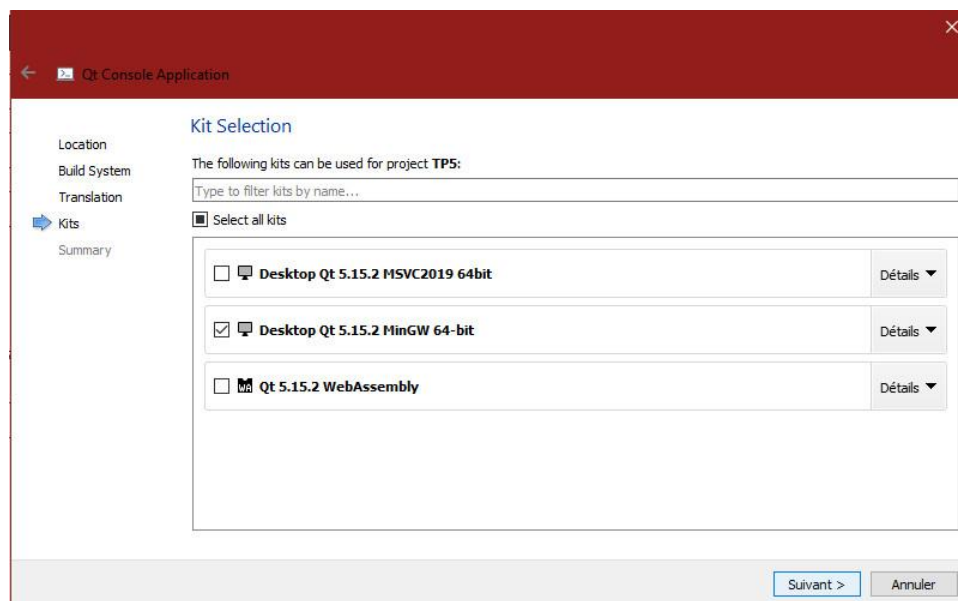 Qt Console Application
Kit Selection
Location
Build System
Translation
Kits
Summary
The following kits can be used for project TP5:
Type to filter kits by name...
Select all kits
Desktop Qt 5.15.2 MSVC2019 64bit Détails
Desktop Qt 5.15.2 MinGW 64-bit Détails
WA Qt 5.15.2 WebAssembly Détails
Suivant > Annuler